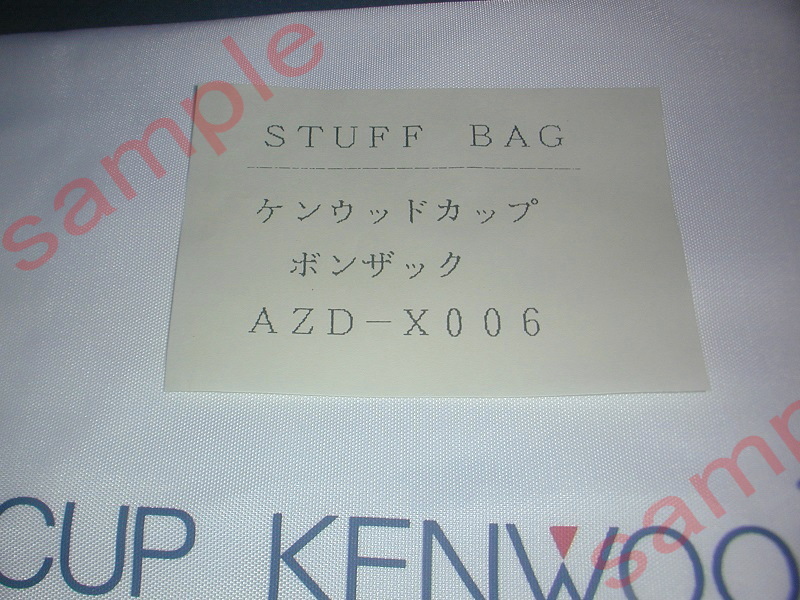 STUFF BAG
ケンウッドカップ
ボンザック
AZD-X006
CUP KENWOO
sample
samp